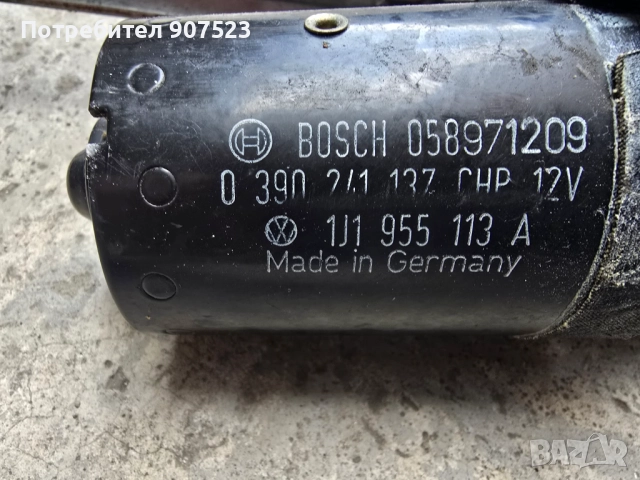 Потребител 907523
BOSCH 058971209
0 390 241 137 CHP 12V
1J1 955 113 A
Made in Germany
BAZAR